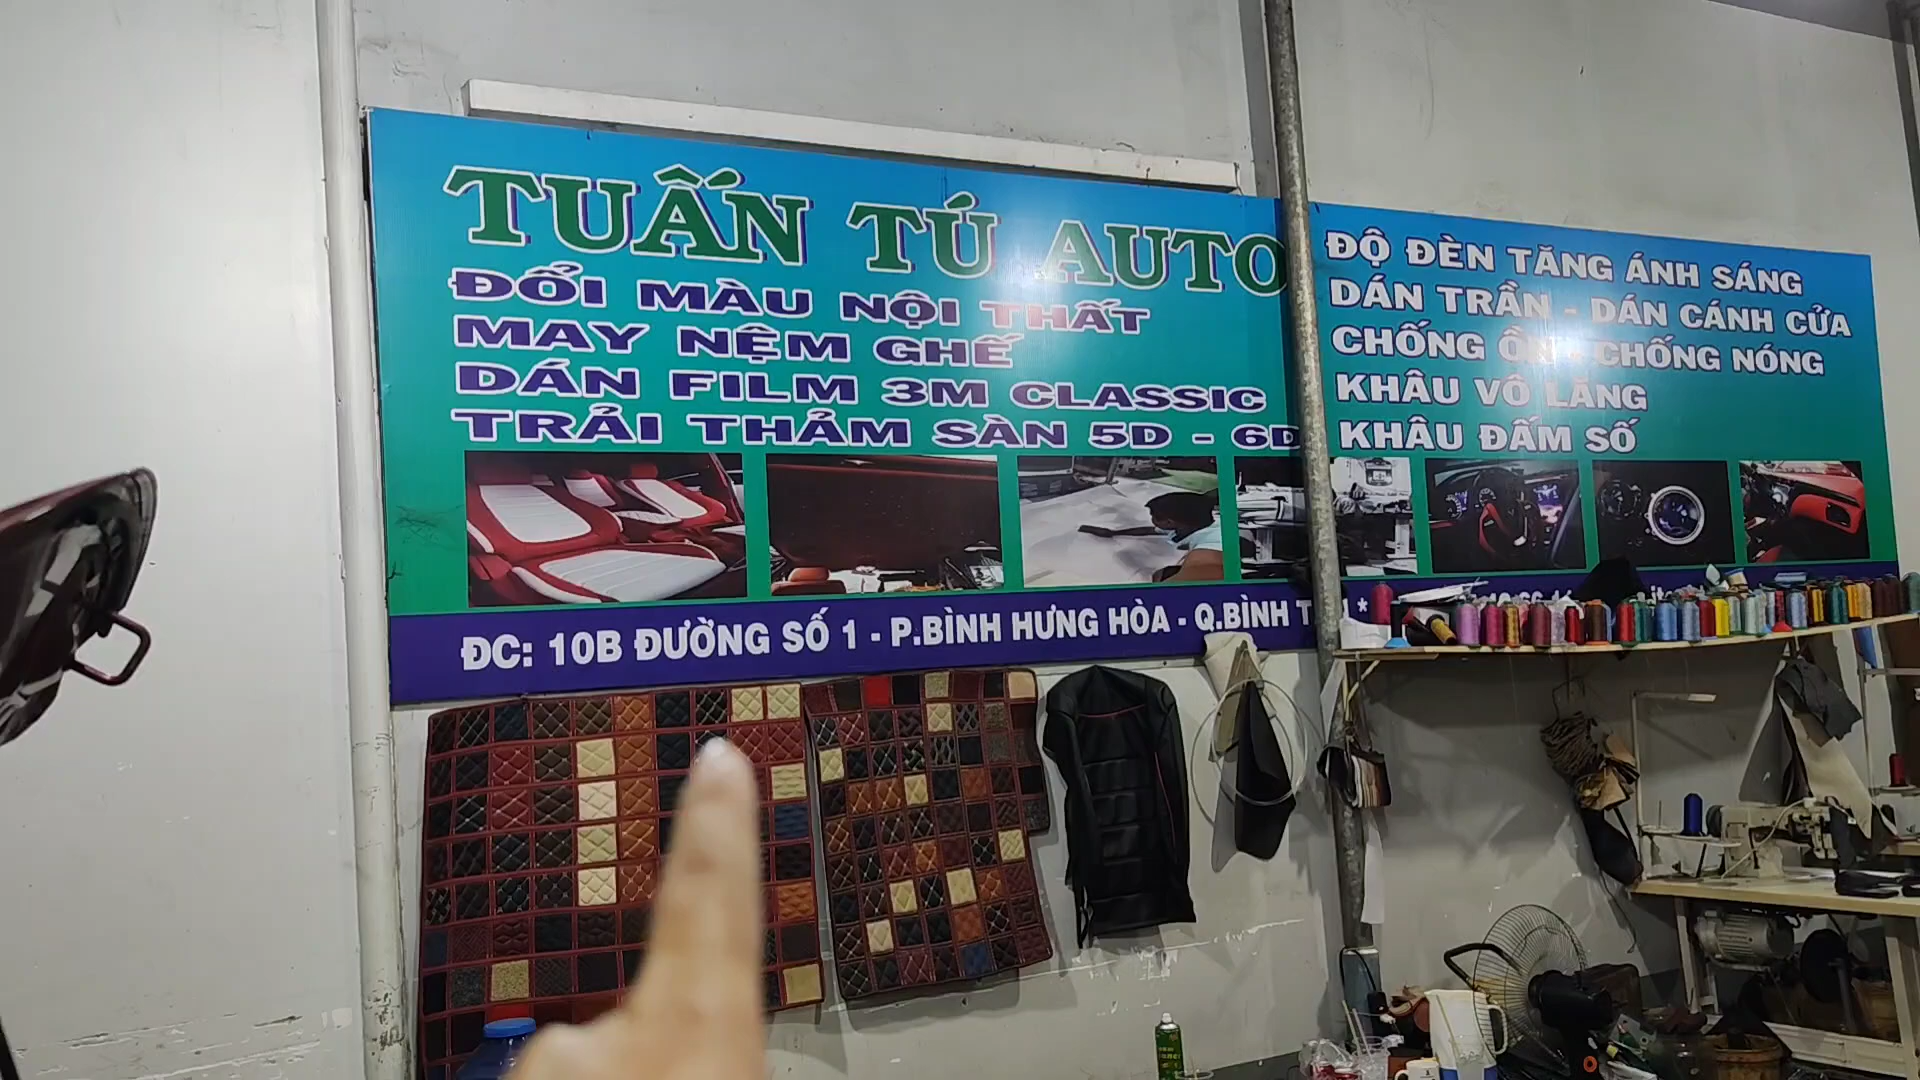 TUẤN TÚ AUTO
ĐỔI MÀU NỘI THẤT
MAY NỆM GHẾ
DÁN FILM 3M CLASSIC
TRẢI THẢM SÀN 5D - 6D
ĐỘ ĐÈN TĂNG ÁNH SÁNG
DÁN TRẦN - DÁN CÁNH CỬA
CHỐNG ỒN - CHỐNG NÓNG
KHÂU VÔ LĂNG
KHÂU ĐẤM SỐ
ĐC: 10B ĐƯỜNG SỐ 1 - P.BÌNH HƯNG HÒA - Q.BÌNH